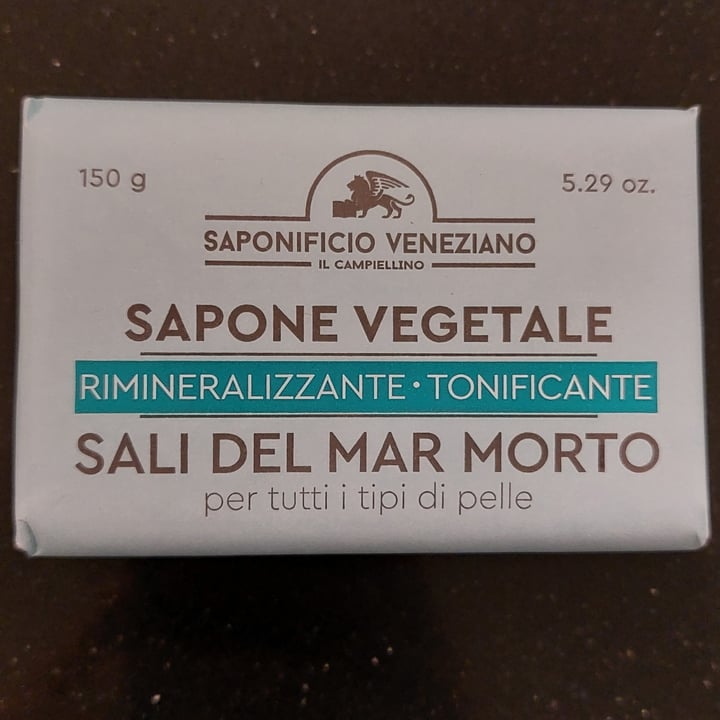 150 g
5.29 oz.
SAPONIFICIO VENEZIANO
IL CAMPIELLINO
SAPONE VEGETALE
RIMINERALIZZANTE • TONIFICANTE
SALI DEL MAR MORTO
per tutti i tipi di pelle